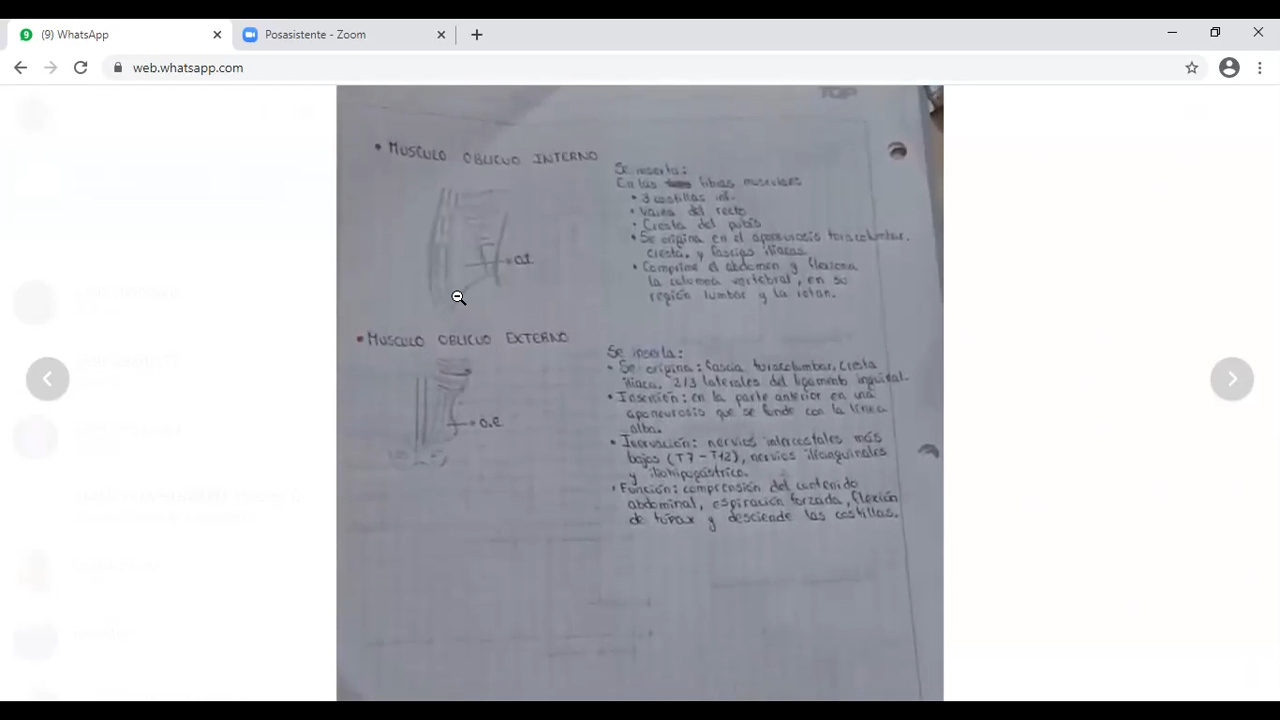 (9) WhatsApp
Posasistente - Zoom
web.whatsapp.com
TOP
• MUSCULO OBLICUO INTERNO
Se inserta:
En las fibras musculares
• 3 costillas inf.
• Vaina del recto
• Cresta del pubis
• Se origina en el aponeurosis toracolumbar,
cresta, y fascias iliacas.
• Comprime el abdomen y flexiona
la columna vertebral, en su
región lumbar y la rotan.
O.I
• MUSCULO OBLICUO EXTERNO
Se inserta:
• Se origina: fascia toracolumbar, cresta
iliaca, 2/3 laterales del ligamento inguinal.
• Inserción: en la parte anterior en una
aponeurosis que se funde con la línea
alba.
• Inervación: nervios intercostales más
bajos (T7-T12), nervios ilioinguinales
y iliohipogástrico.
• Función: comprensión del contenido
abdominal, espiración forzada, flexión
de tórax y desciende las costillas.
o.e